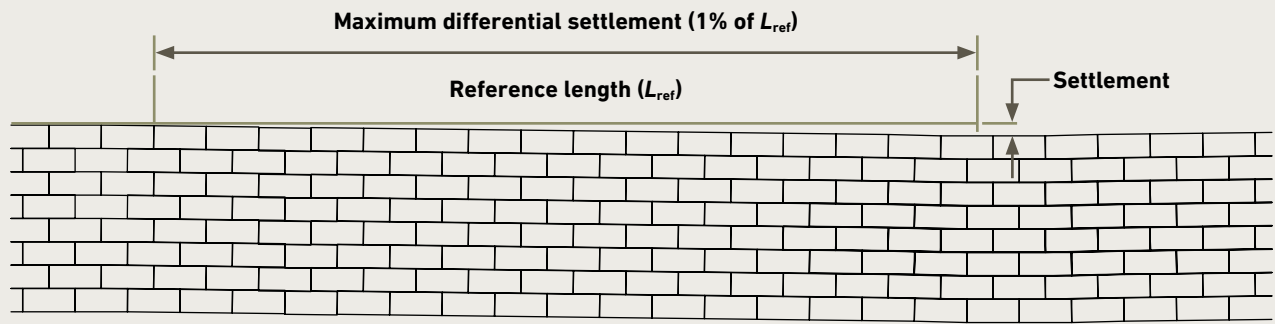 Maximum differential settlement (1% of Lref)
Reference length (Lref)
Settlement